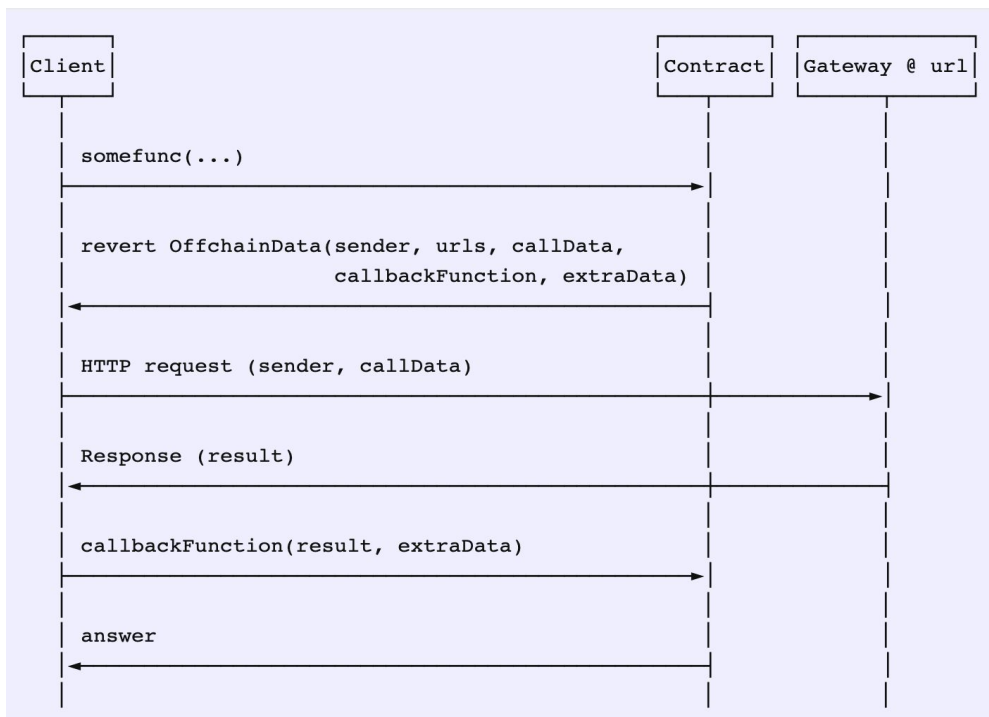 Client
Contract
Gateway @ url
somefunc(...)
revert OffchainData(sender, urls, callData,
callbackFunction, extraData)
HTTP request (sender, callData)
Response (result)
callbackFunction(result, extraData)
answer